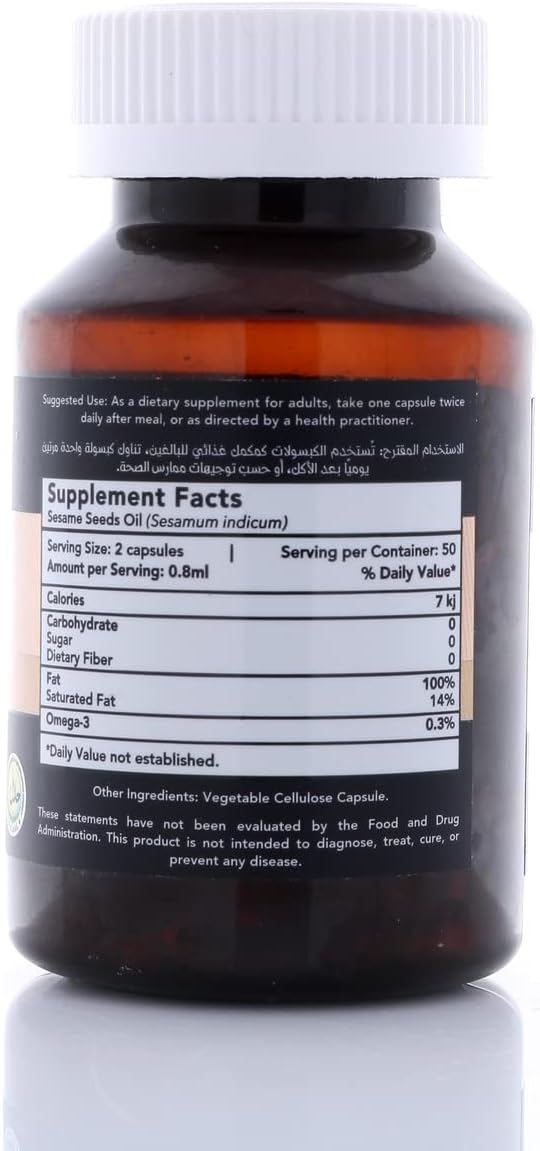 Suggested Use: As a dietary supplement for adults, take one capsule twice
daily after meal, or as directed by a health practitioner.
الاستخدام المقترح: تُستخدم الكبسولات كمكمل غذائي للبالغين، تناول كبسولة واحدة مرتين
يوميًا بعد الأكل، أو حسب توجيهات ممارس الصحة.
Supplement Facts
Sesame Seeds Oil (Sesamum indicum)
Serving Size: 2 capsules | Serving per Container: 50
Amount per Serving: 0.8ml % Daily Value*
Calories 7 kj
Carbohydrate 0
Sugar 0
Dietary Fiber 0
Fat 100%
Saturated Fat 14%
Omega-3 0.3%
*Daily Value not established.
Other Ingredients: Vegetable Cellulose Capsule.
These statements have not been evaluated by the Food and Drug
Administration. This product is not intended to diagnose, treat, cure, or
prevent any disease.